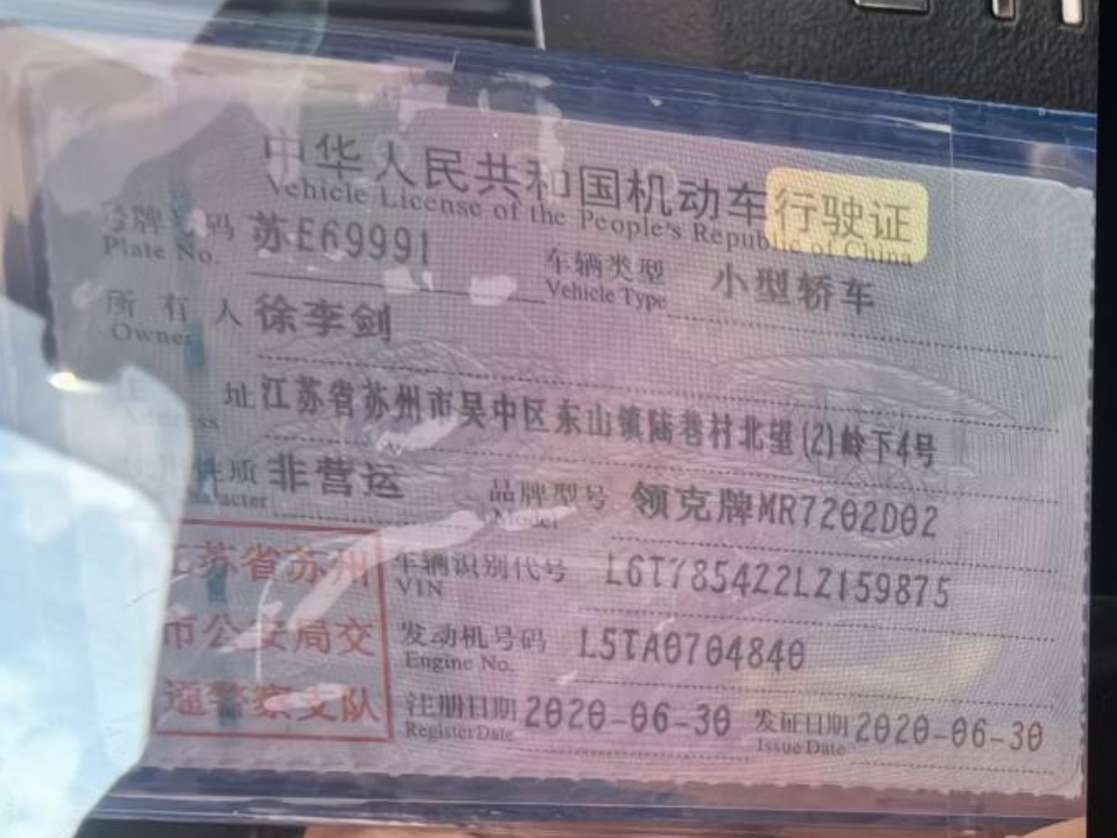 中华人民共和国机动车行驶证
Vehicle License of the People's Republic of China
号牌号码 苏E69991 车辆类型 小型轿车
Plate No. Vehicle Type
所有人 徐李剑
Owner
址 江苏省苏州市吴中区东山镇陆巷村北望(2)岭下4号
性质 非营运 品牌型号 领克牌MR7202D02
Model
江苏省苏州
市公安局交
通警察支队
车辆识别代号 L6T785422LZ159875
VIN
发动机号码 L5TA0704840
Engine No.
注册日期 2020-06-30 发证日期 2020-06-30
Register Date Issue Date